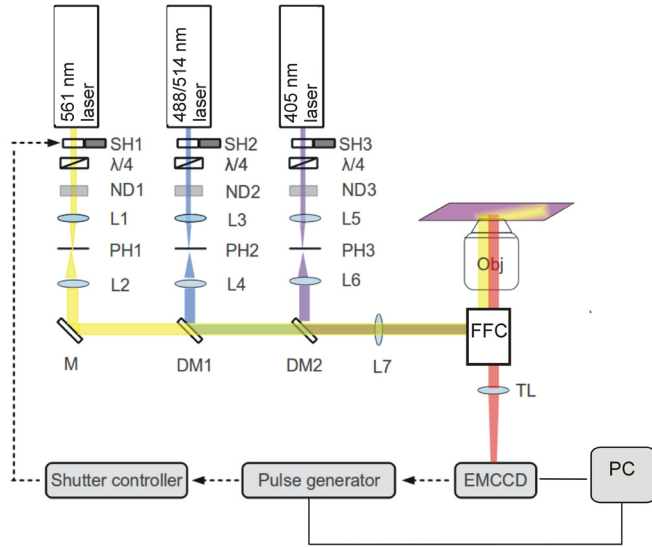 561 nm
laser
488/514 nm
laser
405 nm
laser
SH1
SH2
SH3
λ/4
λ/4
λ/4
ND1
ND2
ND3
L1
L3
L5
PH1
PH2
PH3
L2
L4
L6
Obj
FFC
M
DM1
DM2
L7
TL
Shutter controller
Pulse generator
EMCCD
PC